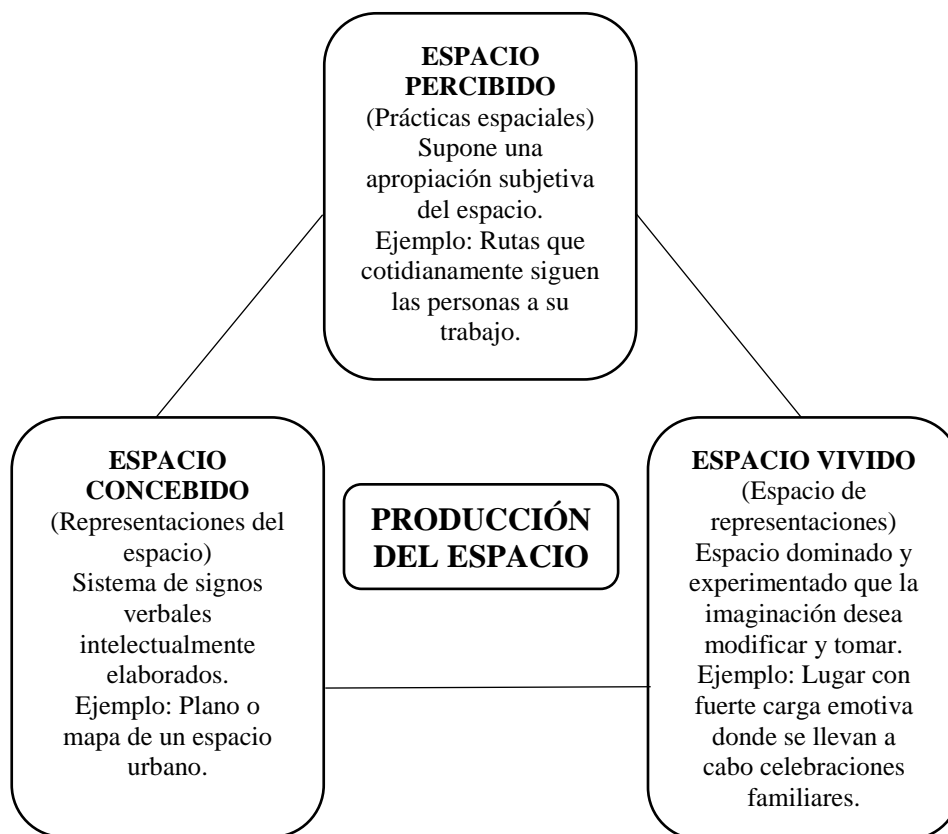 ESPACIO
PERCIBIDO
(Prácticas espaciales)
Supone una
apropiación subjetiva
del espacio.
Ejemplo: Rutas que
cotidianamente siguen
las personas a su
trabajo.
ESPACIO
CONCEBIDO
(Representaciones del
espacio)
Sistema de signos
verbales
intelectualmente
elaborados.
Ejemplo: Plano o
mapa de un espacio
urbano.
PRODUCCIÓN
DEL ESPACIO
ESPACIO VIVIDO
(Espacio de
representaciones)
Espacio dominado y
experimentado que la
imaginación desea
modificar y tomar.
Ejemplo: Lugar con
fuerte carga emotiva
donde se llevan a
cabo celebraciones
familiares.